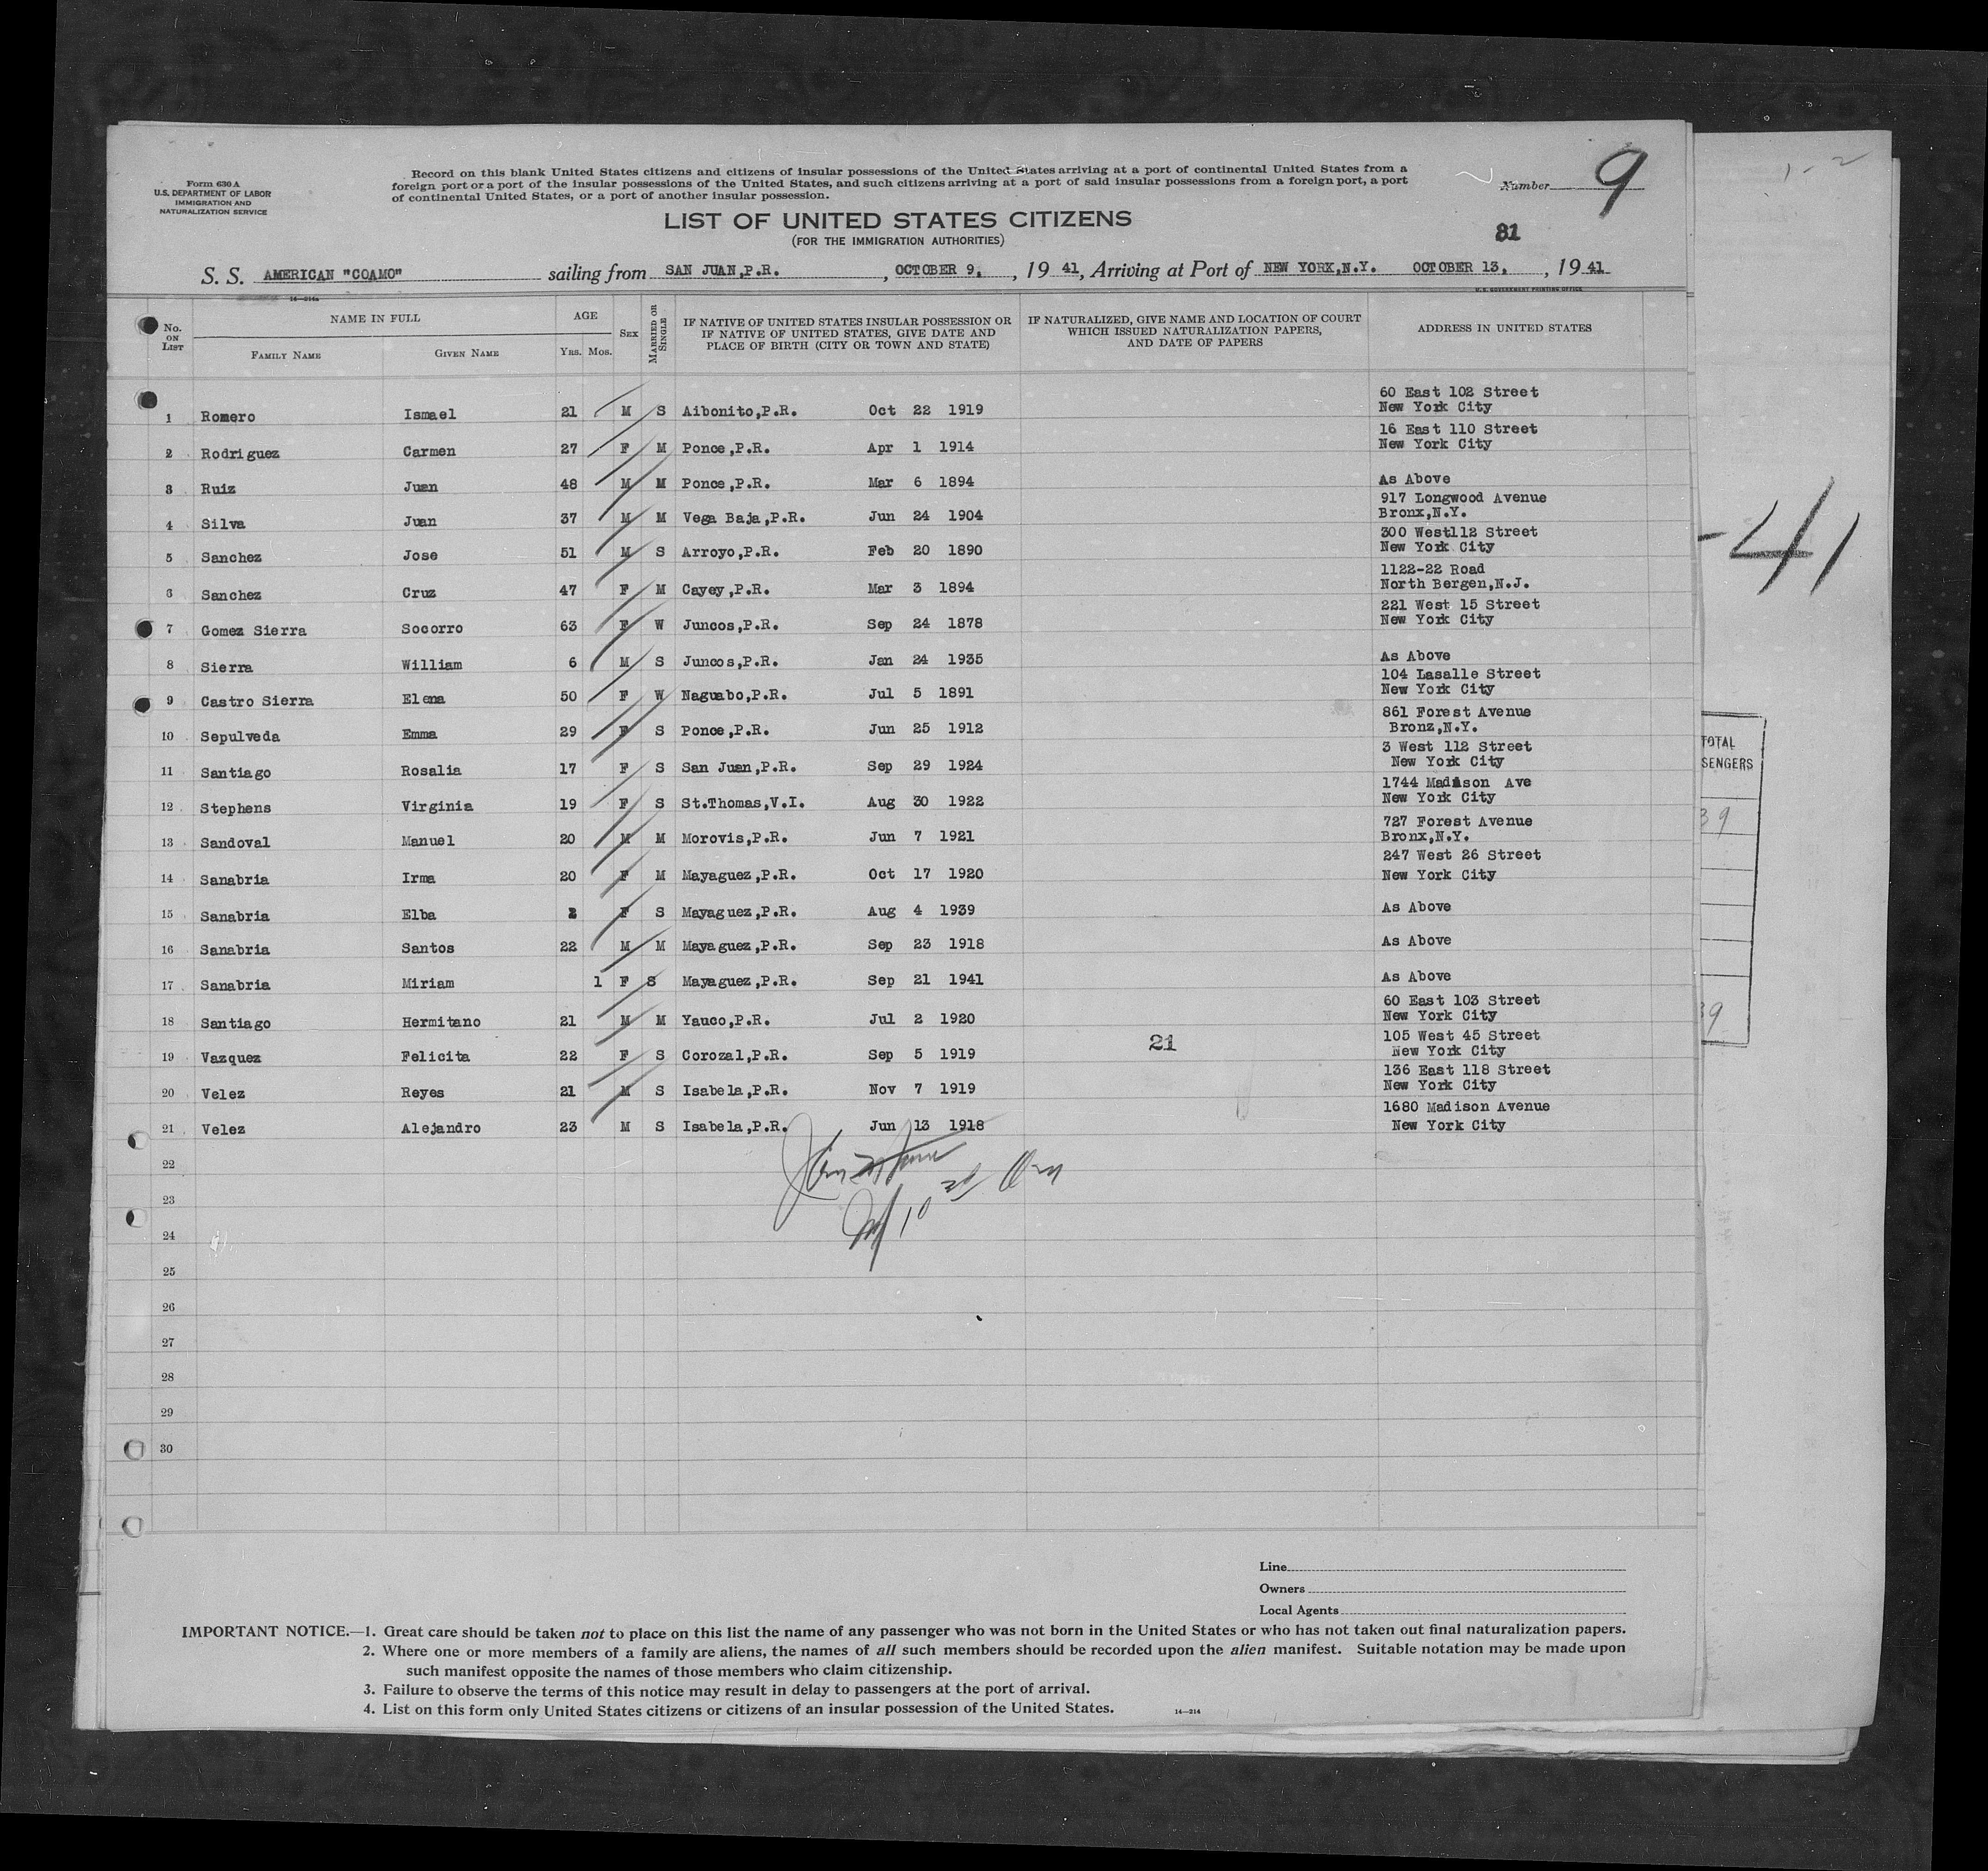 Form 630 A
U.S. DEPARTMENT OF LABOR
IMMIGRATION AND
NATURALIZATION SERVICE
Record on this blank United States citizens and citizens of insular possessions of the United States arriving at a port of continental United States from a
foreign port or a port of the insular possessions of the United States, and such citizens arriving at a port of said insular possessions from a foreign port, a port
of continental United States, or a port of another insular possession.
Number 9
LIST OF UNITED STATES CITIZENS
(FOR THE IMMIGRATION AUTHORITIES)
81
S. S. AMERICAN "COAMO" sailing from SAN JUAN,P.R. , OCTOBER 9, , 19 41, Arriving at Port of NEW YORK,N.Y. OCTOBER 13, , 19 41
14—214a
U.S. GOVERNMENT PRINTING OFFICE
No. ON LIST
NAME IN FULL
FAMILY NAME
GIVEN NAME
AGE
Yrs. Mos.
SEX
MARRIED OR SINGLE
IF NATIVE OF UNITED STATES INSULAR POSSESSION OR
IF NATIVE OF UNITED STATES, GIVE DATE AND
PLACE OF BIRTH (CITY OR TOWN AND STATE)
IF NATURALIZED, GIVE NAME AND LOCATION OF COURT
WHICH ISSUED NATURALIZATION PAPERS,
AND DATE OF PAPERS
ADDRESS IN UNITED STATES
1 Romero Ismael 21 M S Aibonito,P.R. Oct 22 1919 60 East 102 Street
New York City
2 Rodriguez Carmen 27 F M Ponce,P.R. Apr 1 1914 16 East 110 Street
New York City
3 Ruiz Juan 48 M M Ponce,P.R. Mar 6 1894 As Above
4 Silva Juan 37 M M Vega Baja,P.R. Jun 24 1904 917 Longwood Avenue
Bronx,N.Y.
5 Sanchez Jose 51 M S Arroyo,P.R. Feb 20 1890 300 West112 Street
New York City
6 Sanchez Cruz 47 F M Cayey,P.R. Mar 3 1894 1122-22 Road
North Bergen,N.J.
7 Gomez Sierra Socorro 63 F W Juncos,P.R. Sep 24 1878 221 West 15 Street
New York City
8 Sierra William 6 M S Juncos,P.R. Jan 24 1935 As Above
9 Castro Sierra Elena 50 F W Naguabo,P.R. Jul 5 1891 104 Lasalle Street
New York City
10 Sepulveda Emma 29 F S Ponce,P.R. Jun 25 1912 861 Forest Avenue
Bronz,N.Y.
11 Santiago Rosalia 17 F S San Juan,P.R. Sep 29 1924 3 West 112 Street
New York City
12 Stephens Virginia 19 F S St.Thomas,V.I. Aug 30 1922 1744 Madison Ave
New York City
13 Sandoval Manuel 20 M M Morovis,P.R. Jun 7 1921 727 Forest Avenue
Bronx,N.Y.
14 Sanabria Irma 20 F M Mayaguez,P.R. Oct 17 1920 247 West 26 Street
New York City
15 Sanabria Elba 2 F S Mayaguez,P.R. Aug 4 1939 As Above
16 Sanabria Santos 22 M M Mayaguez,P.R. Sep 23 1918 As Above
17 Sanabria Miriam 1 F S Mayaguez,P.R. Sep 21 1941 As Above
18 Santiago Hermitano 21 M M Yauco,P.R. Jul 2 1920 60 East 103 Street
New York City
19 Vazquez Felicita 22 F S Corozal,P.R. Sep 5 1919 21 105 West 45 Street
New York City
20 Velez Reyes 21 M S Isabela,P.R. Nov 7 1919 136 East 118 Street
New York City
21 Velez Alejandro 23 M S Isabela,P.R. Jun 13 1918 1680 Madison Avenue
New York City
22
23
24
25
26
27
28
29
30
Line
Owners
Local Agents
IMPORTANT NOTICE.—1. Great care should be taken not to place on this list the name of any passenger who was not born in the United States or who has not taken out final naturalization papers.
2. Where one or more members of a family are aliens, the names of all such members should be recorded upon the alien manifest. Suitable notation may be made upon
such manifest opposite the names of those members who claim citizenship.
3. Failure to observe the terms of this notice may result in delay to passengers at the port of arrival.
4. List on this form only United States citizens or citizens of an insular possession of the United States.
14—214
1-2
-41
TOTAL
SENGERS
39
39